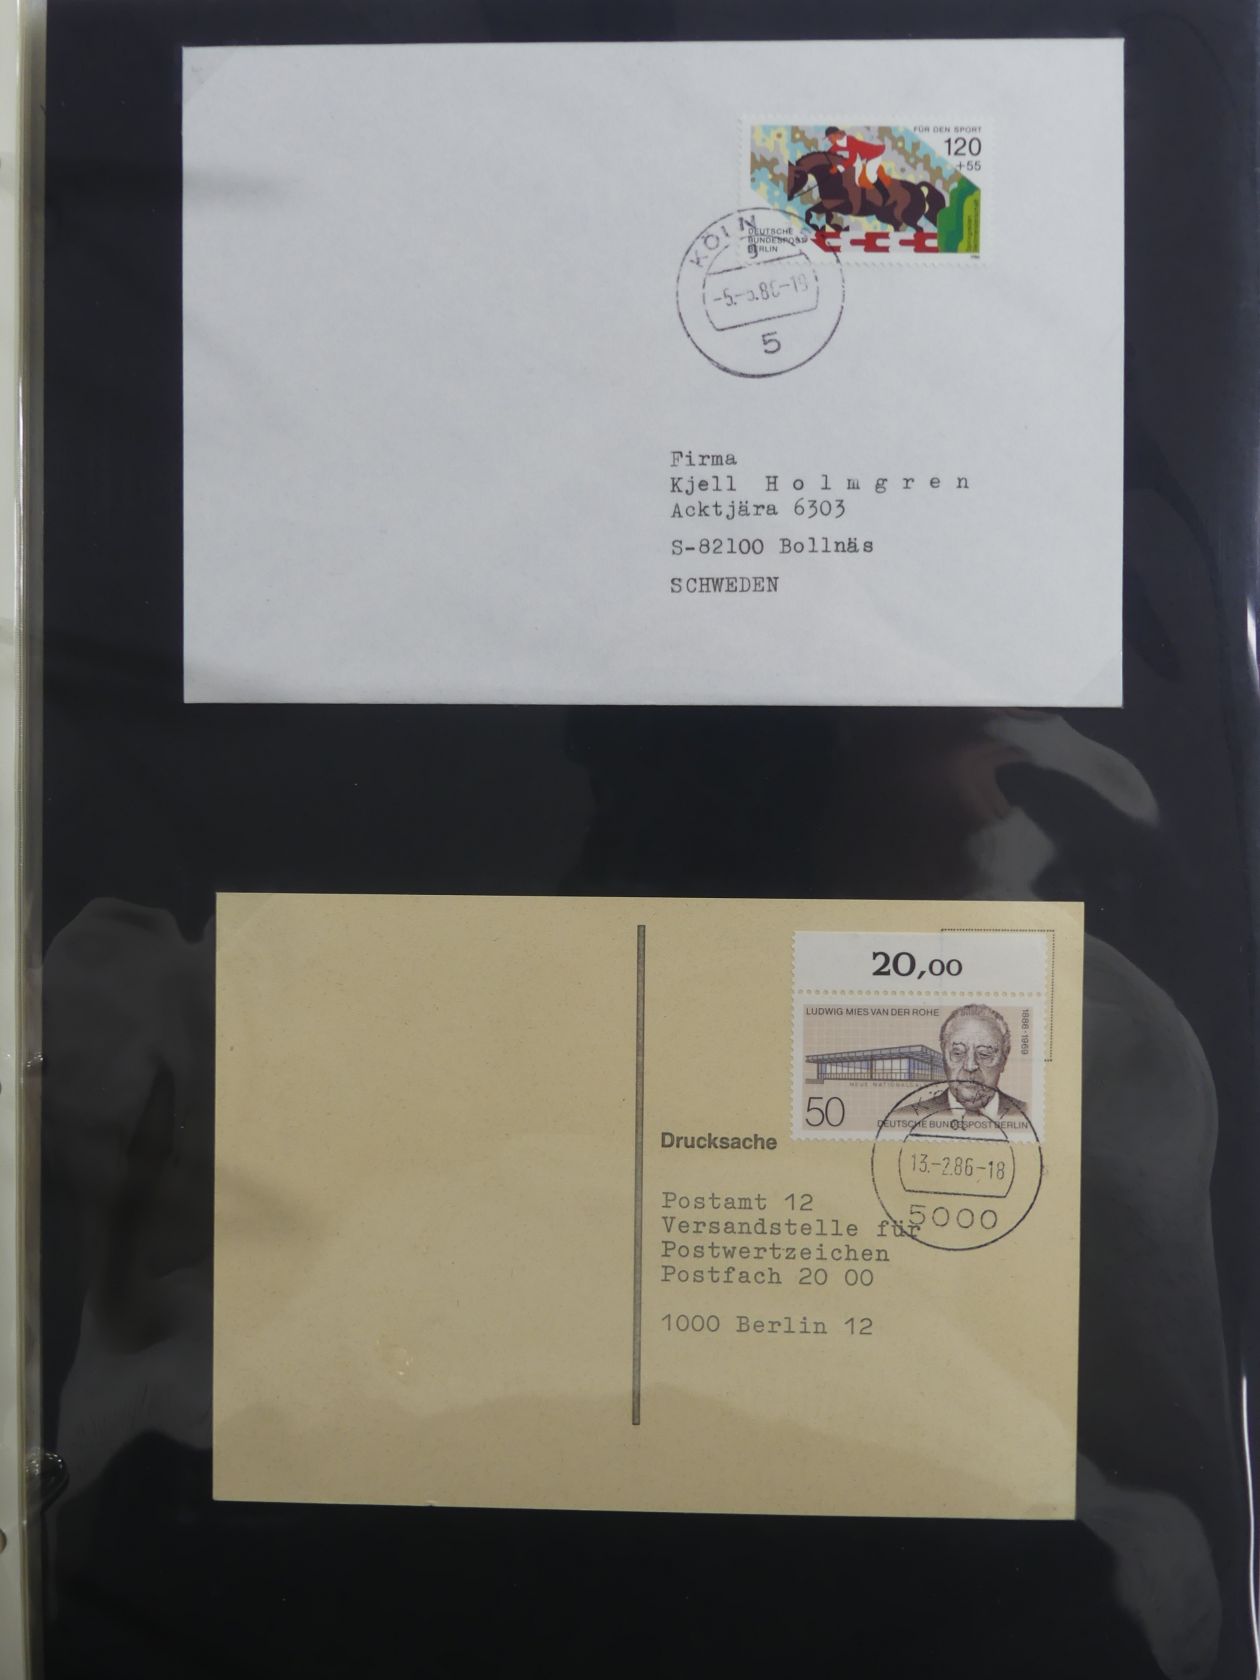 FÜR DEN SPORT
120
+55
DEUTSCHE
BUNDESPOST
BERLIN
KÖLN
g
86-19
5
Firma
Kjell Holmgren
Acktjära 6303
S-82100 Bollnäs
SCHWEDEN
20,00
LUDWIG MIES VAN DER ROHE
1886-1969
50
DEUTSCHE BUNDESPOST BERLIN
13.-2.86-18
5000
Drucksache
Postamt 12
Versandstelle für
Postwertzeichen
Postfach 20 00
1000 Berlin 12